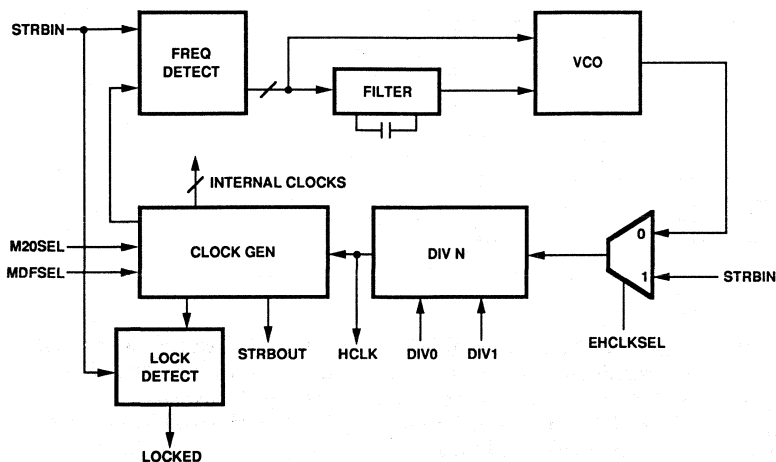 STRBIN
FREQ
DETECT
FILTER
VCO
INTERNAL CLOCKS
M20SEL
MDFSEL
CLOCK GEN
DIV N
0
1
STRBIN
STRBOUT
HCLK
DIV0
DIV1
EHCLKSEL
LOCK
DETECT
LOCKED